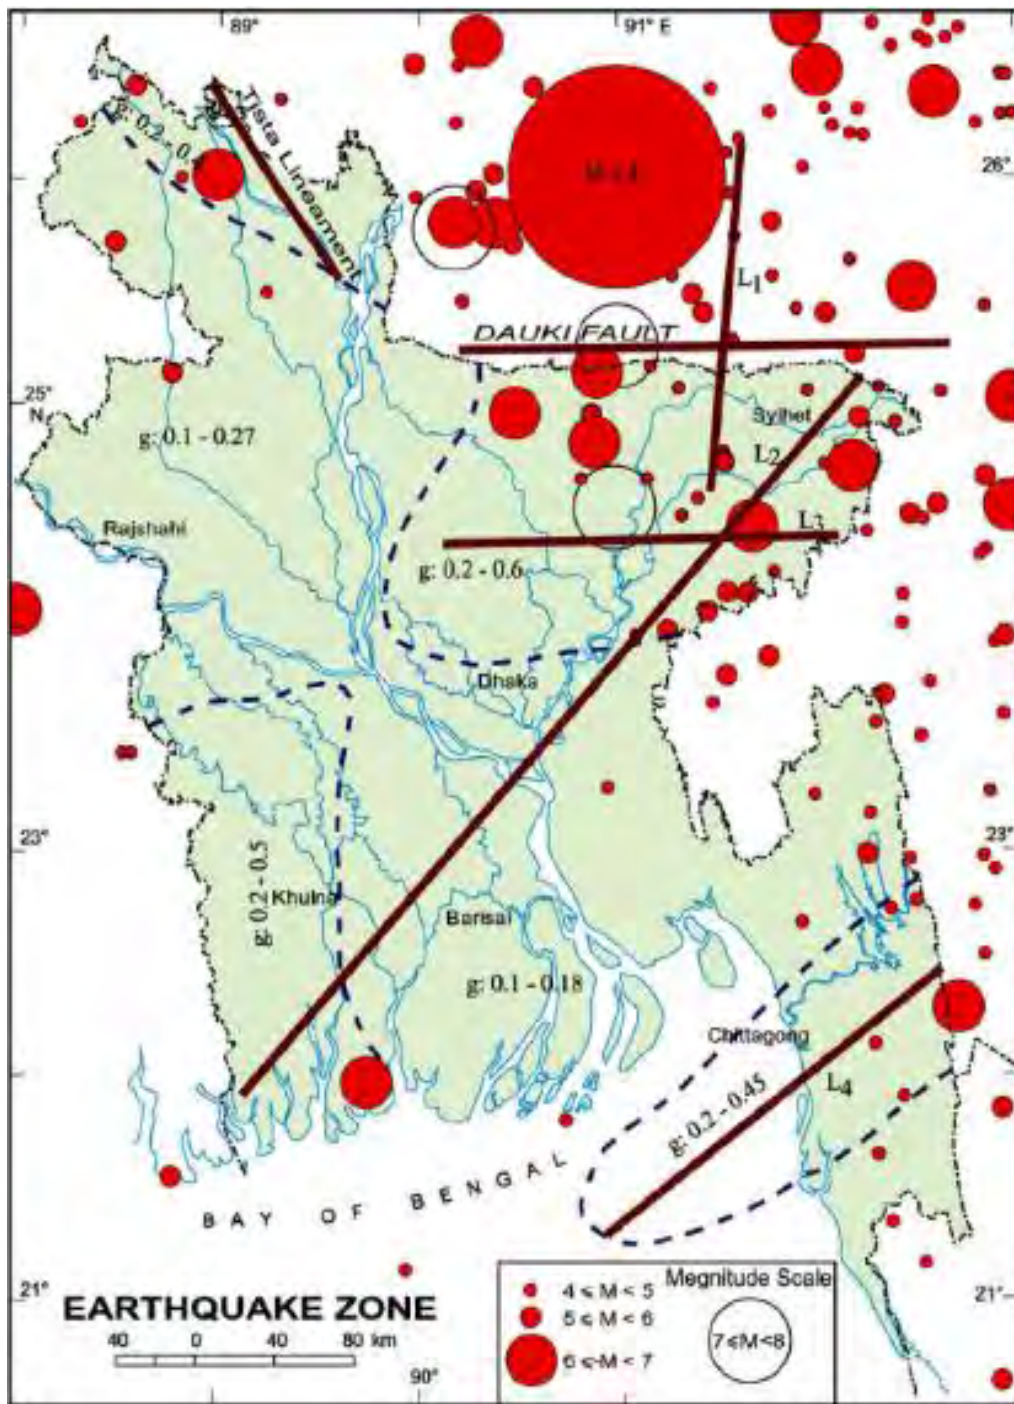 89°
91° E
26°
Tista Lineament
L1
DAUKI FAULT
25°
N
Sylhet
g: 0.1 - 0.27
L2
Rajshahi
L3
g: 0.2 - 0.6
Dhaka
23°
23°
g: 0.2 - 0.5
Khulna
Barisal
g: 0.1 - 0.18
Chittagong
L4
g: 0.2 - 0.45
BAY OF BENGAL
Megnitude Scale
4 ⩽ M < 5
5 ⩽ M < 6
6 ⩽ M < 7
7⩽M<8
21°
21°
EARTHQUAKE ZONE
40 0 40 80 km
90°